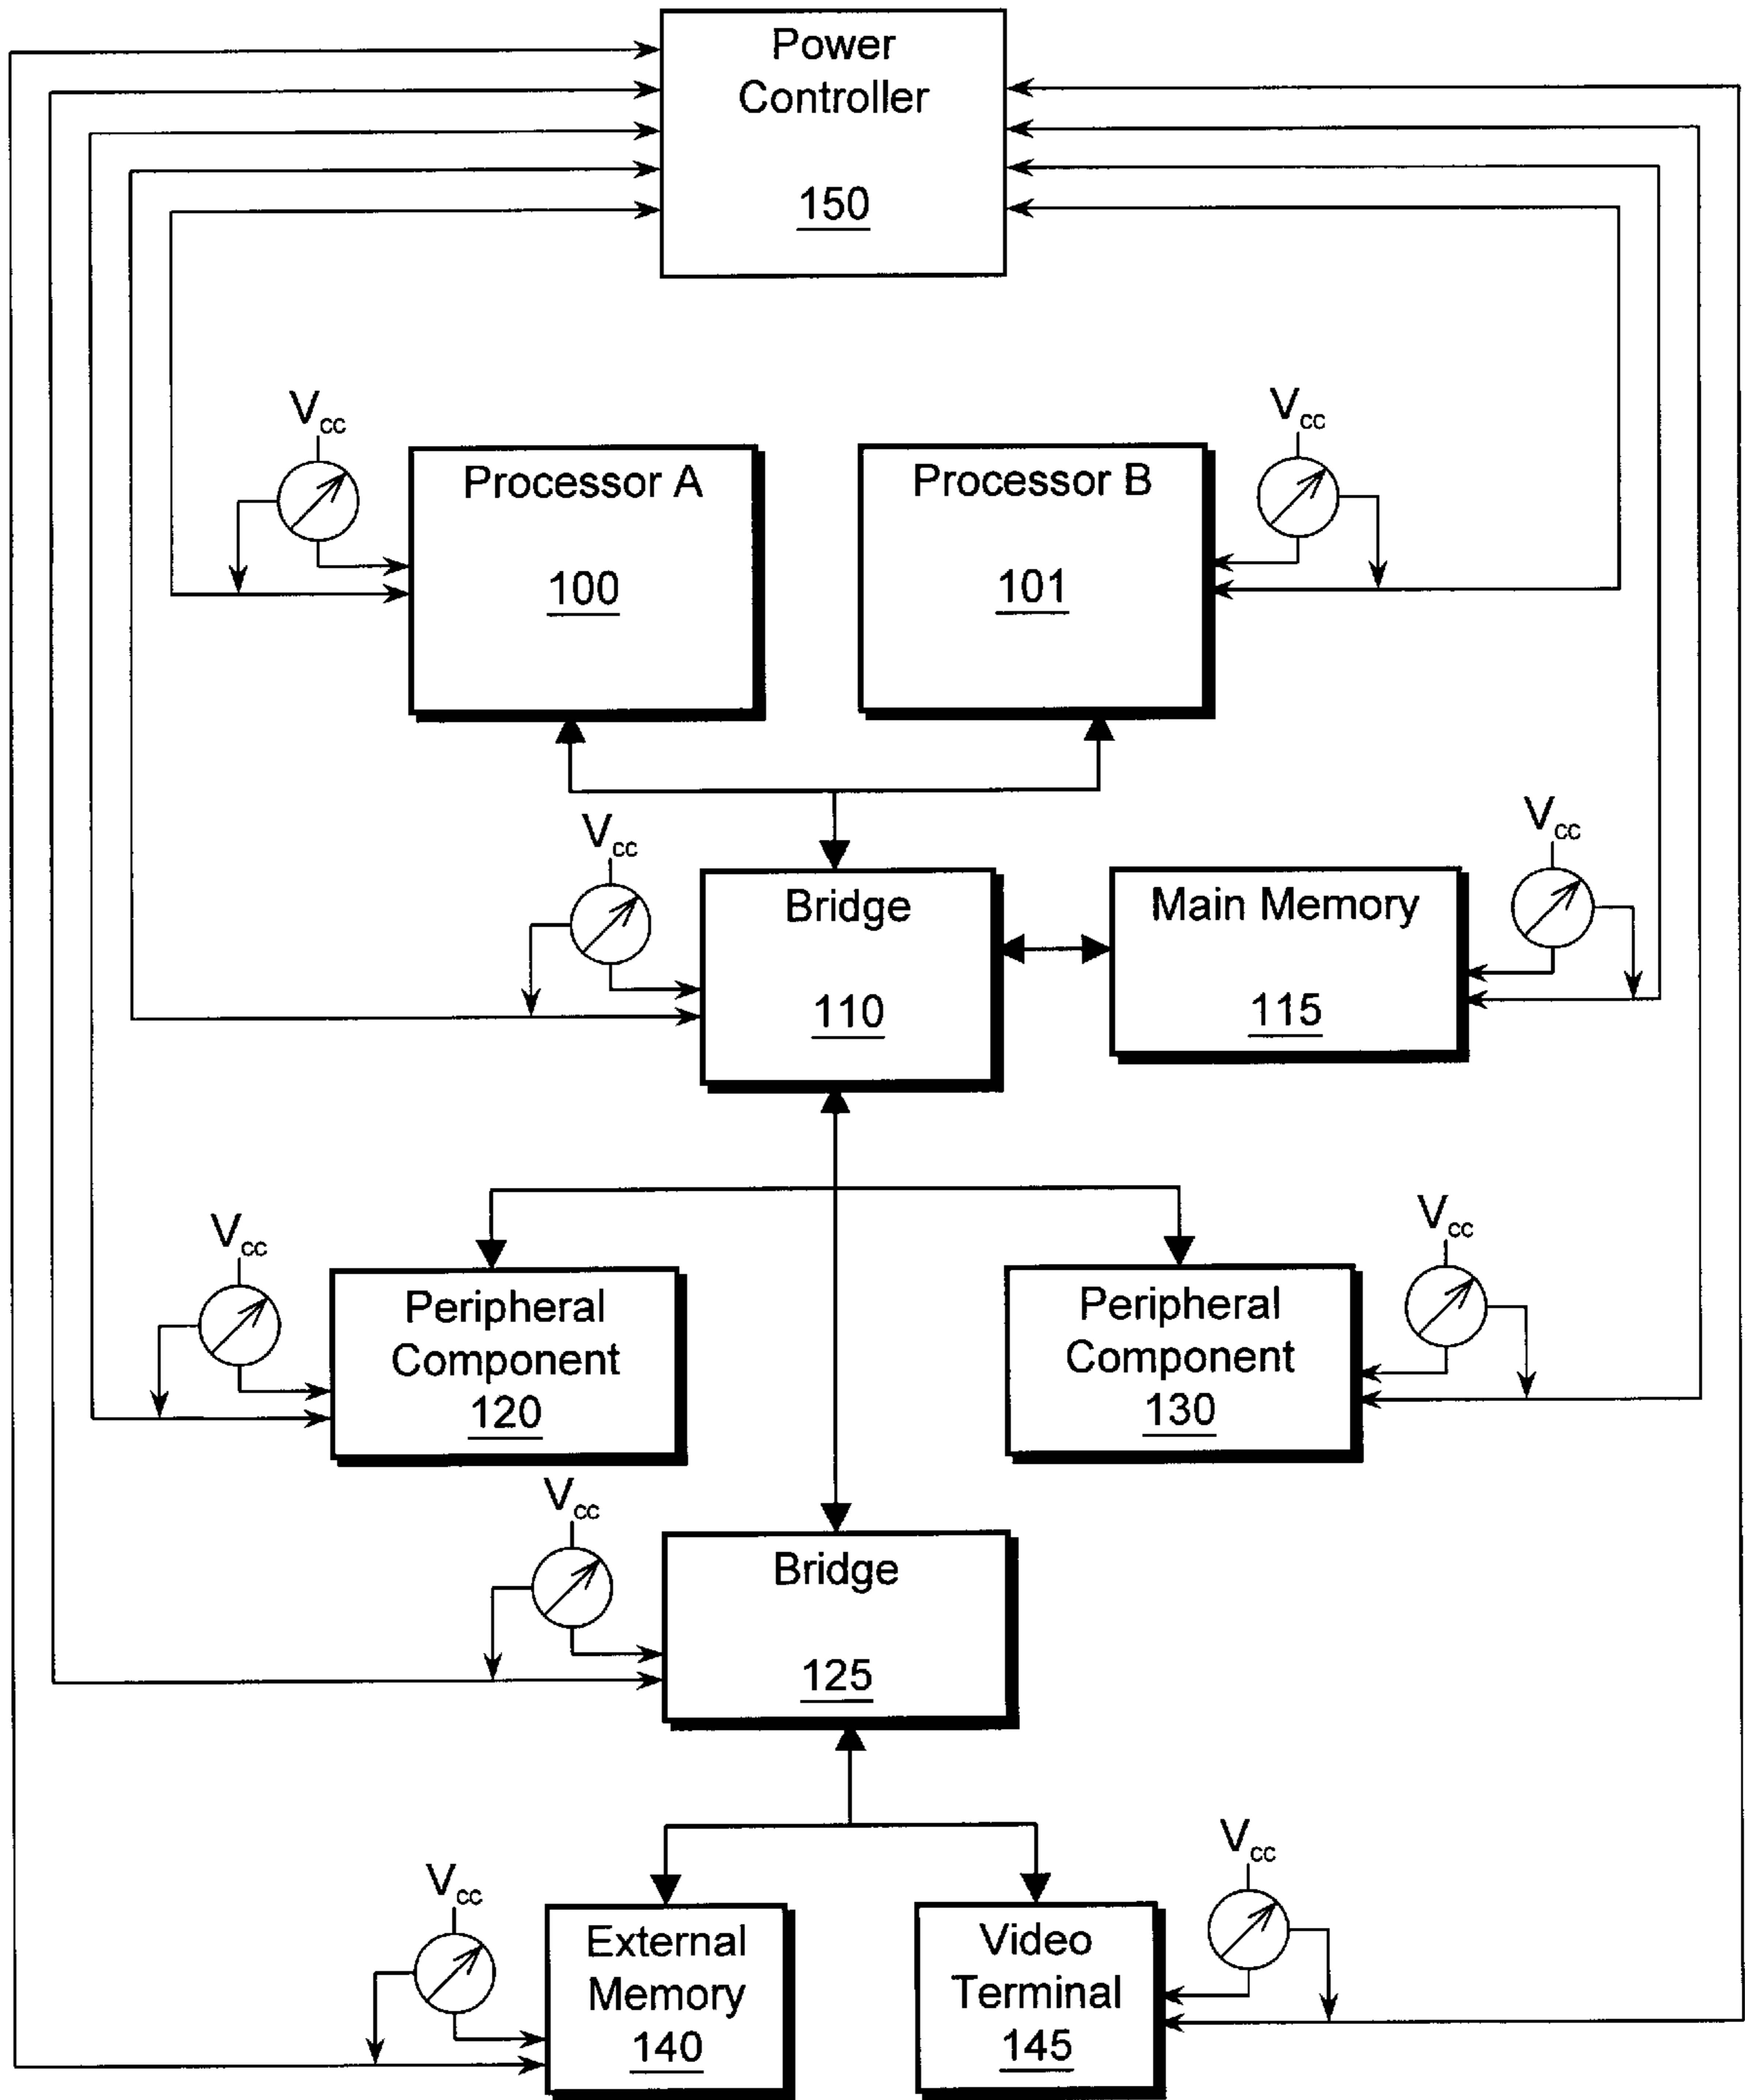 Power
Controller
150
Vcc
Vcc
Processor A
100
Processor B
101
Vcc
Vcc
Bridge
110
Main Memory
115
Vcc
Vcc
Peripheral
Component
120
Peripheral
Component
130
Vcc
Bridge
125
Vcc
Vcc
External
Memory
140
Video
Terminal
145